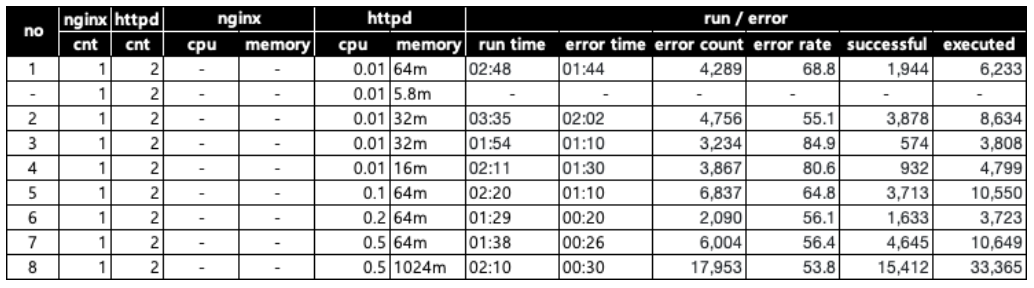 no nginx httpd nginx httpd run / error
cnt cnt cpu memory cpu memory run time error time error count error rate successful executed
1 1 2 - - 0.01 64m 02:48 01:44 4,289 68.8 1,944 6,233
- 1 2 - - 0.01 5.8m - - - - - -
2 1 2 - - 0.01 32m 03:35 02:02 4,756 55.1 3,878 8,634
3 1 2 - - 0.01 32m 01:54 01:10 3,234 84.9 574 3,808
4 1 2 - - 0.01 16m 02:11 01:30 3,867 80.6 932 4,799
5 1 2 - - 0.1 64m 02:20 01:10 6,837 64.8 3,713 10,550
6 1 2 - - 0.2 64m 01:29 00:20 2,090 56.1 1,633 3,723
7 1 2 - - 0.5 64m 01:38 00:26 6,004 56.4 4,645 10,649
8 1 2 - - 0.5 1024m 02:10 00:30 17,953 53.8 15,412 33,365